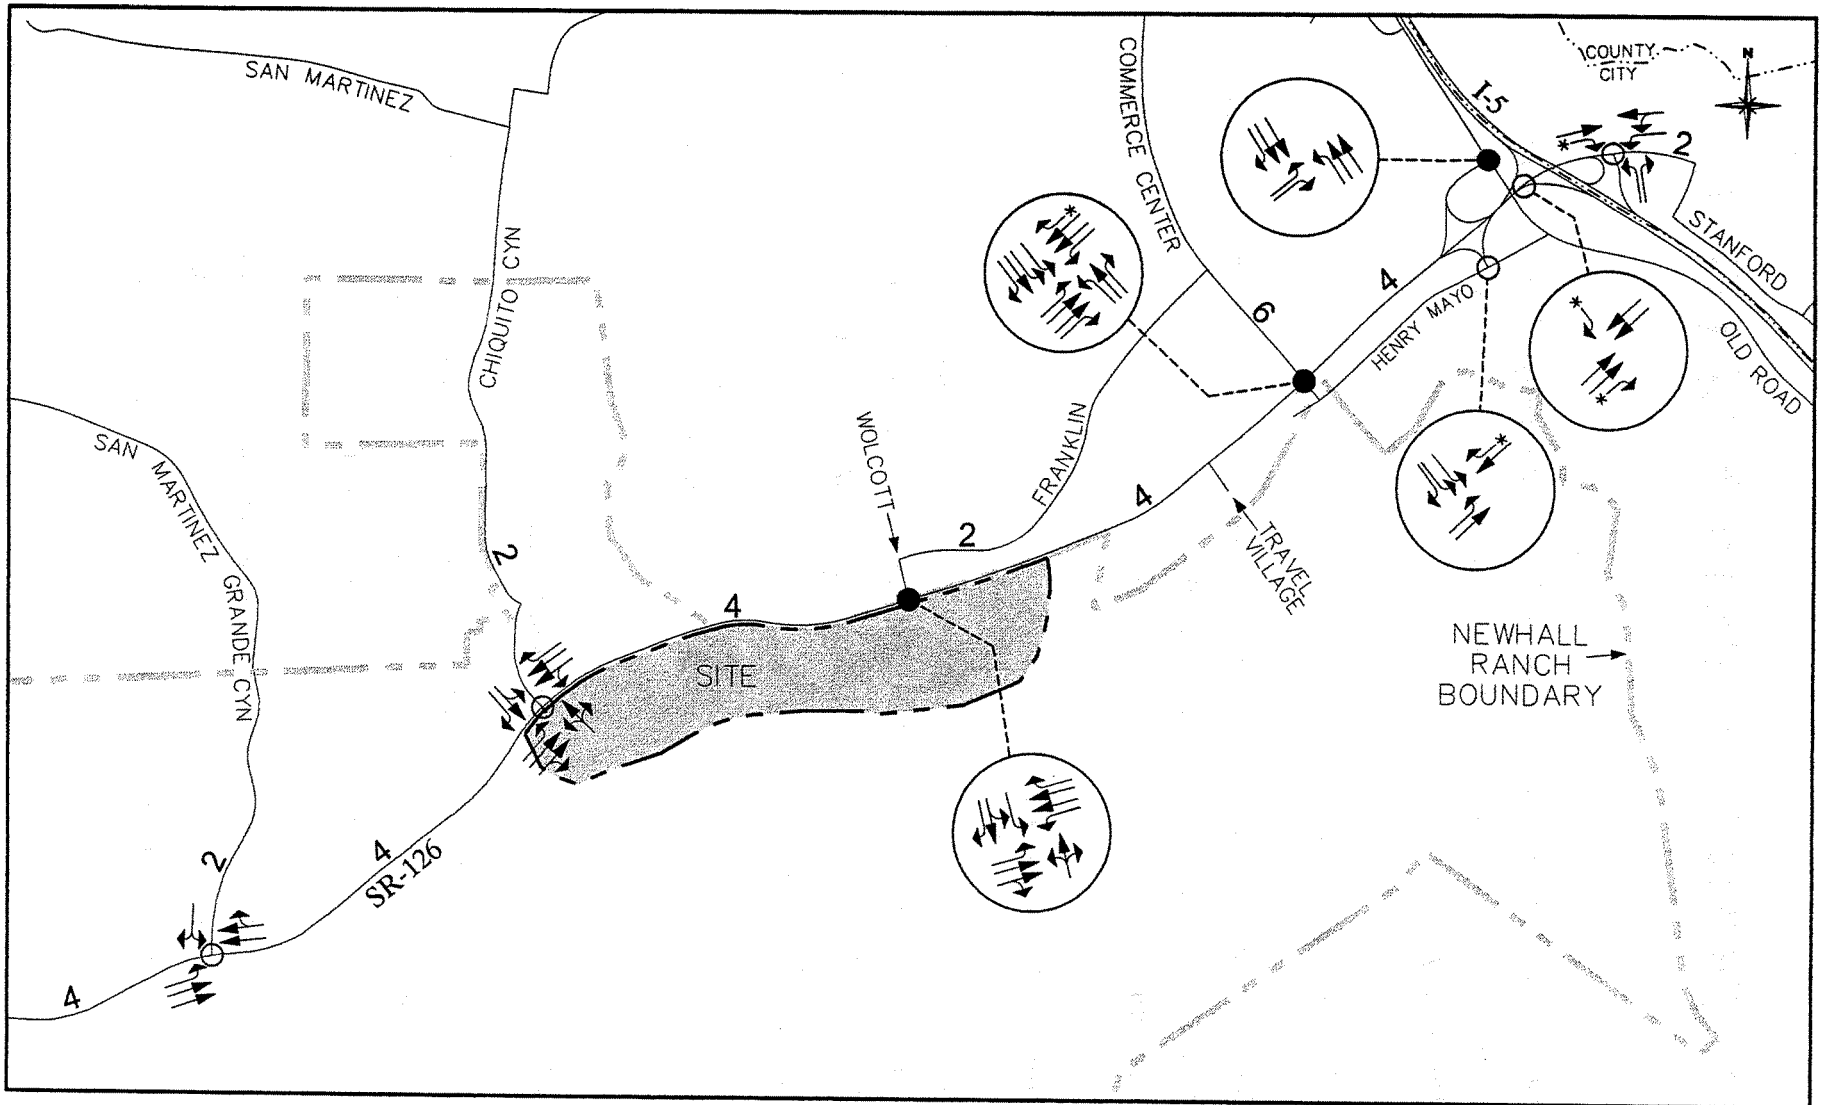 SAN MARTINEZ
COMMERCE CENTER
I-5
COUNTY
CITY
N
2
STANFORD
CHIQUITO CYN
*
*
6
4
HENRY MAYO
*
*
*
OLD ROAD
SAN MARTINEZ GRANDE CYN
WOLCOTT
FRANKLIN
4
TRAVEL
VILLAGE
2
2
4
SITE
NEWHALL
RANCH
BOUNDARY
2
4
SR-126
4